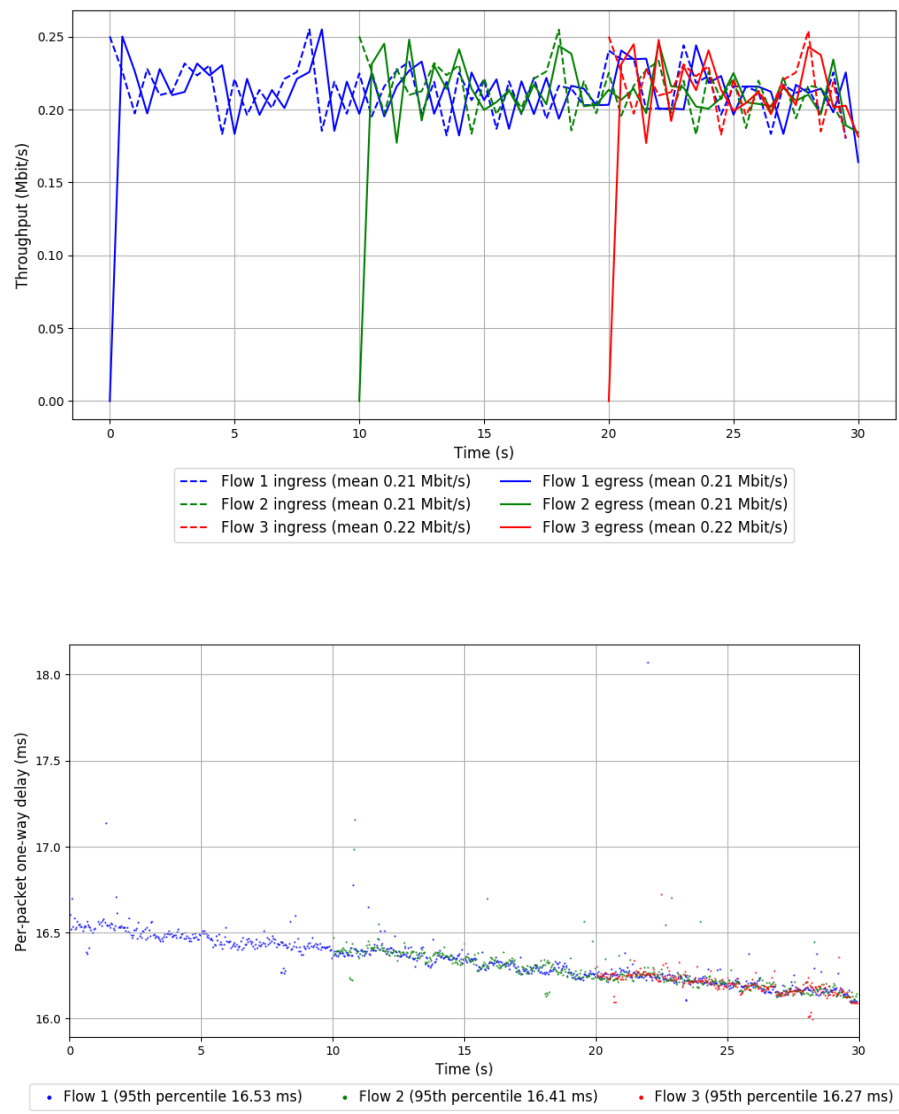 0.25
0.20
0.15
0.10
0.05
0.00
Throughput (Mbit/s)
0 5 10 15 20 25 30
Time (s)
Flow 1 ingress (mean 0.21 Mbit/s) Flow 1 egress (mean 0.21 Mbit/s)
Flow 2 ingress (mean 0.21 Mbit/s) Flow 2 egress (mean 0.21 Mbit/s)
Flow 3 ingress (mean 0.22 Mbit/s) Flow 3 egress (mean 0.22 Mbit/s)
18.0
17.5
17.0
16.5
16.0
Per-packet one-way delay (ms)
0 5 10 15 20 25 30
Time (s)
Flow 1 (95th percentile 16.53 ms) Flow 2 (95th percentile 16.41 ms) Flow 3 (95th percentile 16.27 ms)